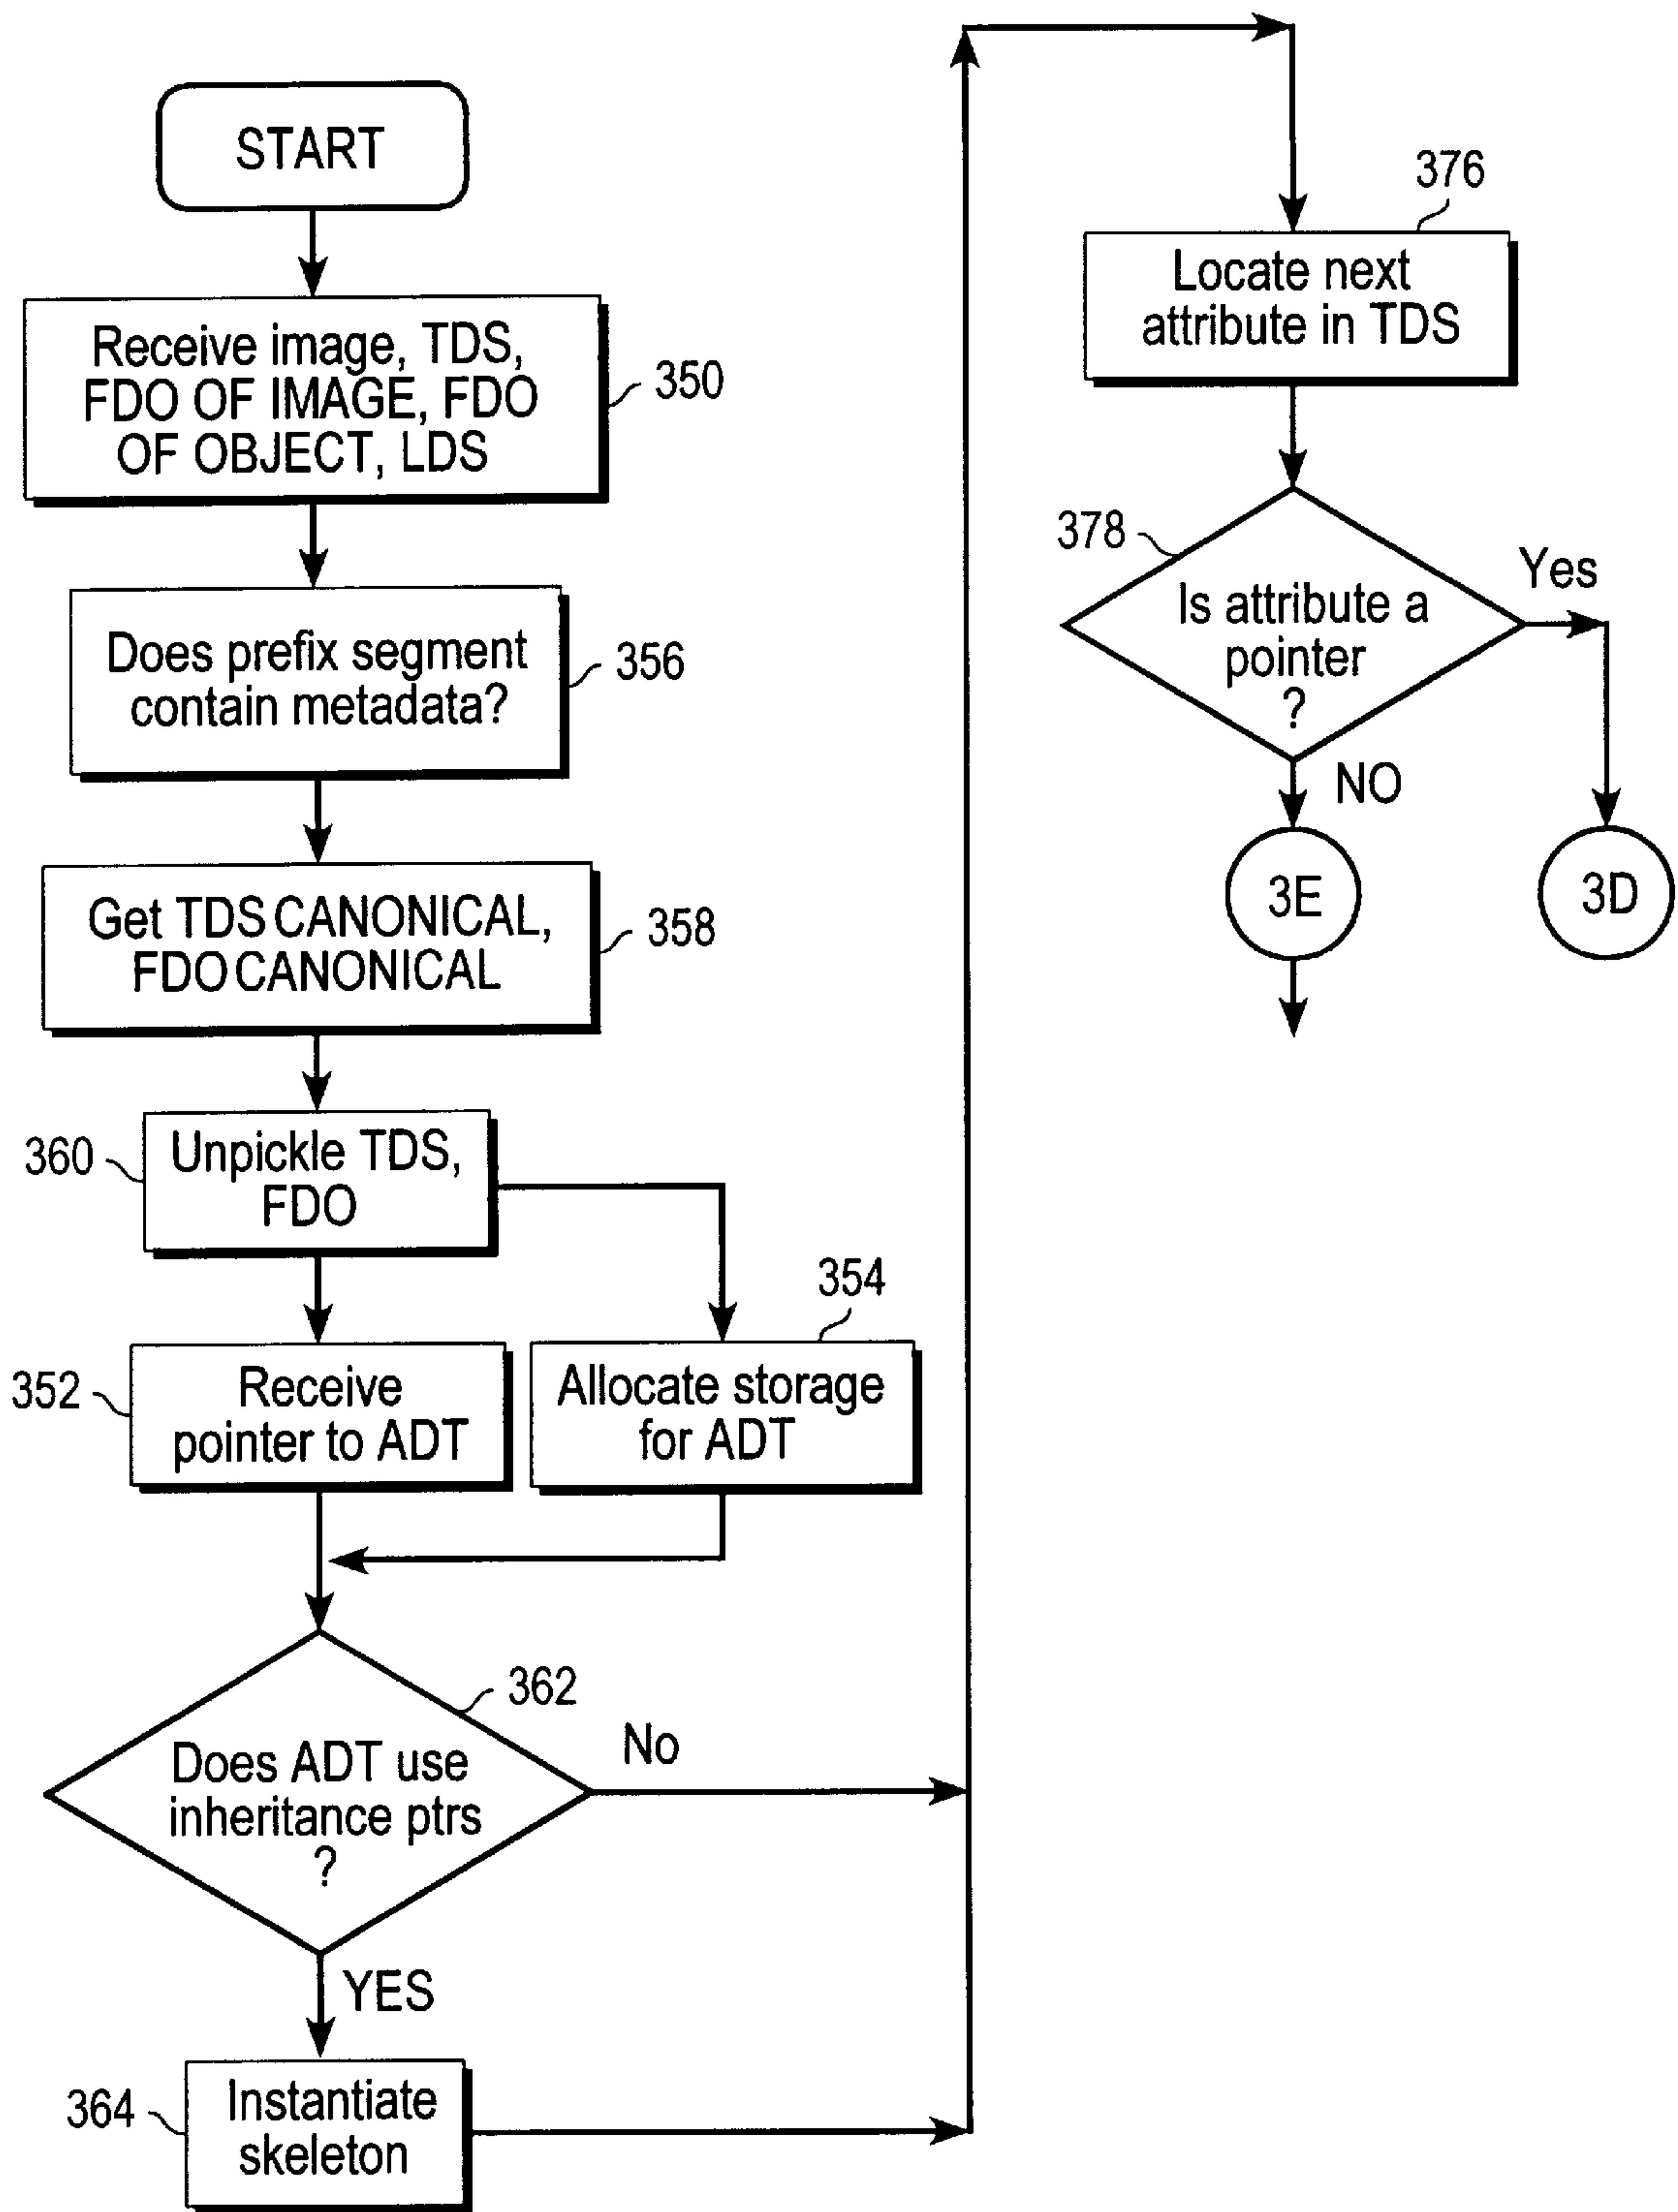 START
Receive image, TDS,
FDO OF IMAGE, FDO
OF OBJECT, LDS
350
Does prefix segment
contain metadata?
356
Get TDS CANONICAL,
FDO CANONICAL
358
360
Unpickle TDS,
FDO
352
Receive
pointer to ADT
354
Allocate storage
for ADT
362
Does ADT use
inheritance ptrs
?
No
YES
364
Instantiate
skeleton
376
Locate next
attribute in TDS
378
Is attribute a
pointer
?
Yes
NO
3E
3D